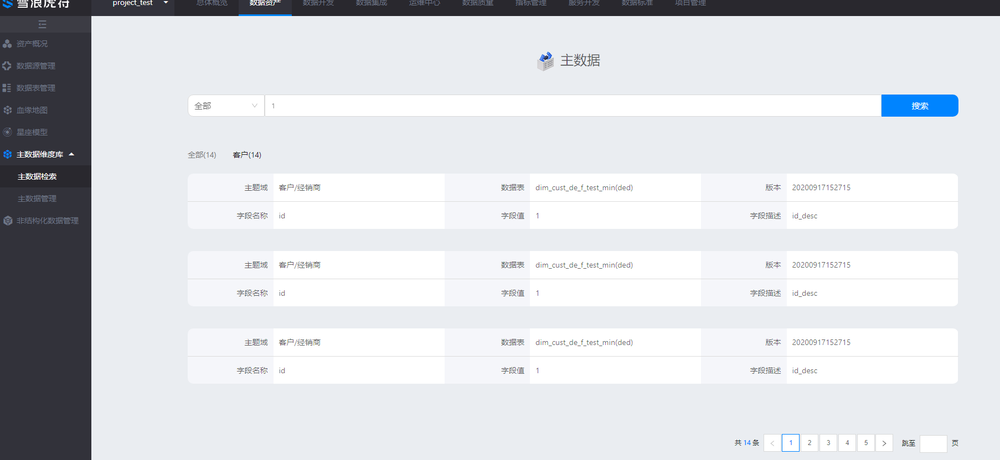 雪浪虎符
project_test
总体概览 数据资产 数据开发 数据集成 运维中心 数据质量 指标管理 服务开发 数据标准 项目管理
资产概况
数据源管理
数据表管理
血缘地图
星座模型
主数据维度库
主数据检索
主数据管理
非结构化数据管理
主数据
全部 1 搜索
全部(14) 客户(14)
主题域 客户/经销商 数据表 dim_cust_de_f_test_min(ded) 版本 20200917152715
字段名称 id 字段值 1 字段描述 id_desc
主题域 客户/经销商 数据表 dim_cust_de_f_test_min(ded) 版本 20200917152715
字段名称 id 字段值 1 字段描述 id_desc
主题域 客户/经销商 数据表 dim_cust_de_f_test_min(ded) 版本 20200917152715
字段名称 id 字段值 1 字段描述 id_desc
共 14 条 < 1 2 3 4 5 > 跳至 页